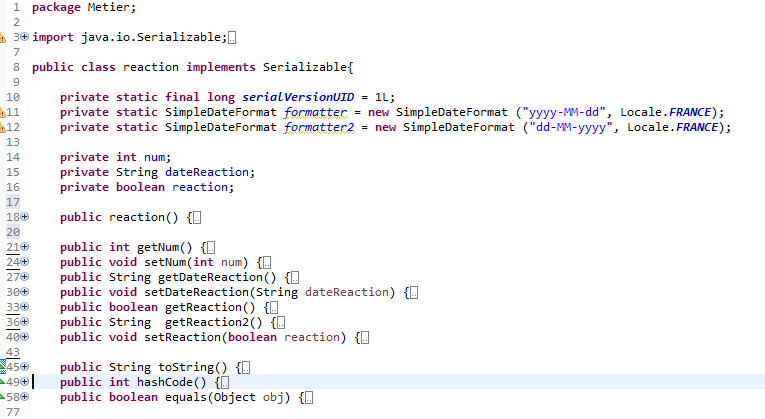 1 package Metier;
2
3 import java.io.Serializable;
7
8 public class reaction implements Serializable{
9
10 private static final long serialVersionUID = 1L;
11 private static SimpleDateFormat formatter = new SimpleDateFormat ("yyyy-MM-dd", Locale.FRANCE);
12 private static SimpleDateFormat formatter2 = new SimpleDateFormat ("dd-MM-yyyy", Locale.FRANCE);
13
14 private int num;
15 private String dateReaction;
16 private boolean reaction;
17
18 public reaction() {
20
21 public int getNum() {
24 public void setNum(int num) {
27 public String getDateReaction() {
30 public void setDateReaction(String dateReaction) {
33 public boolean getReaction() {
36 public String  getReaction2() {
40 public void setReaction(boolean reaction) {
43
45 public String toString() {
49 public int hashCode() {
58 public boolean equals(Object obj) {
77